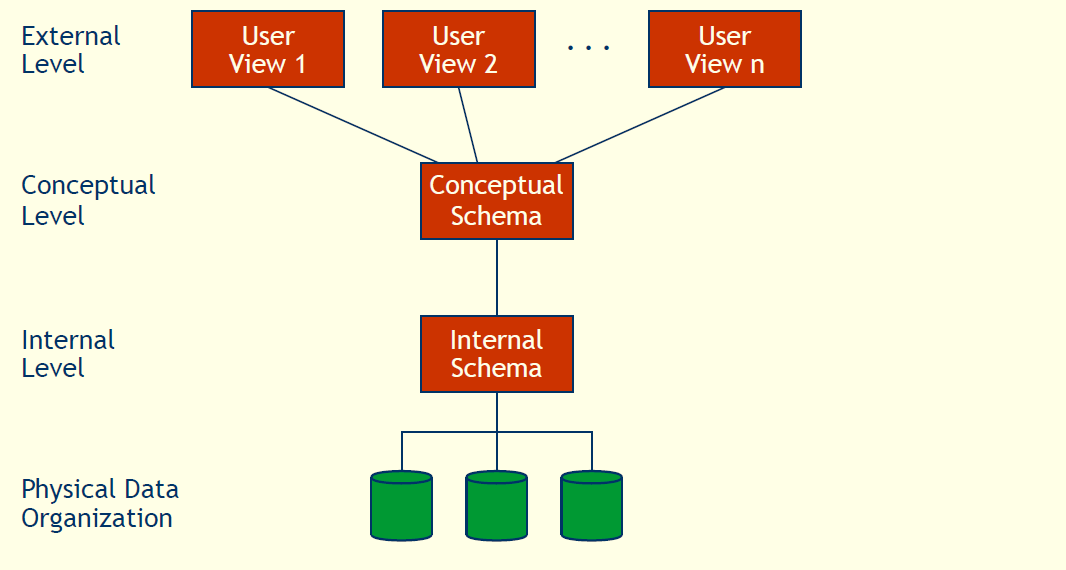 External
Level
User
View 1
User
View 2
. . .
User
View n
Conceptual
Level
Conceptual
Schema
Internal
Level
Internal
Schema
Physical Data
Organization